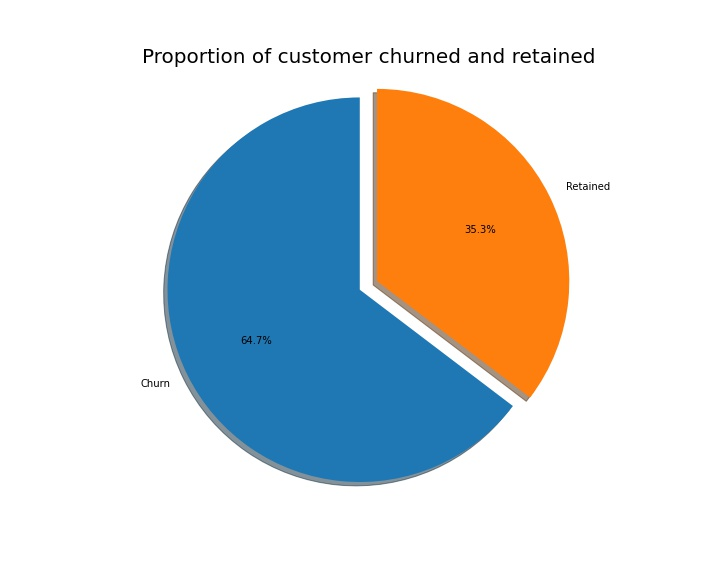 Proportion of customer churned and retained
Retained
35.3%
64.7%
Churn